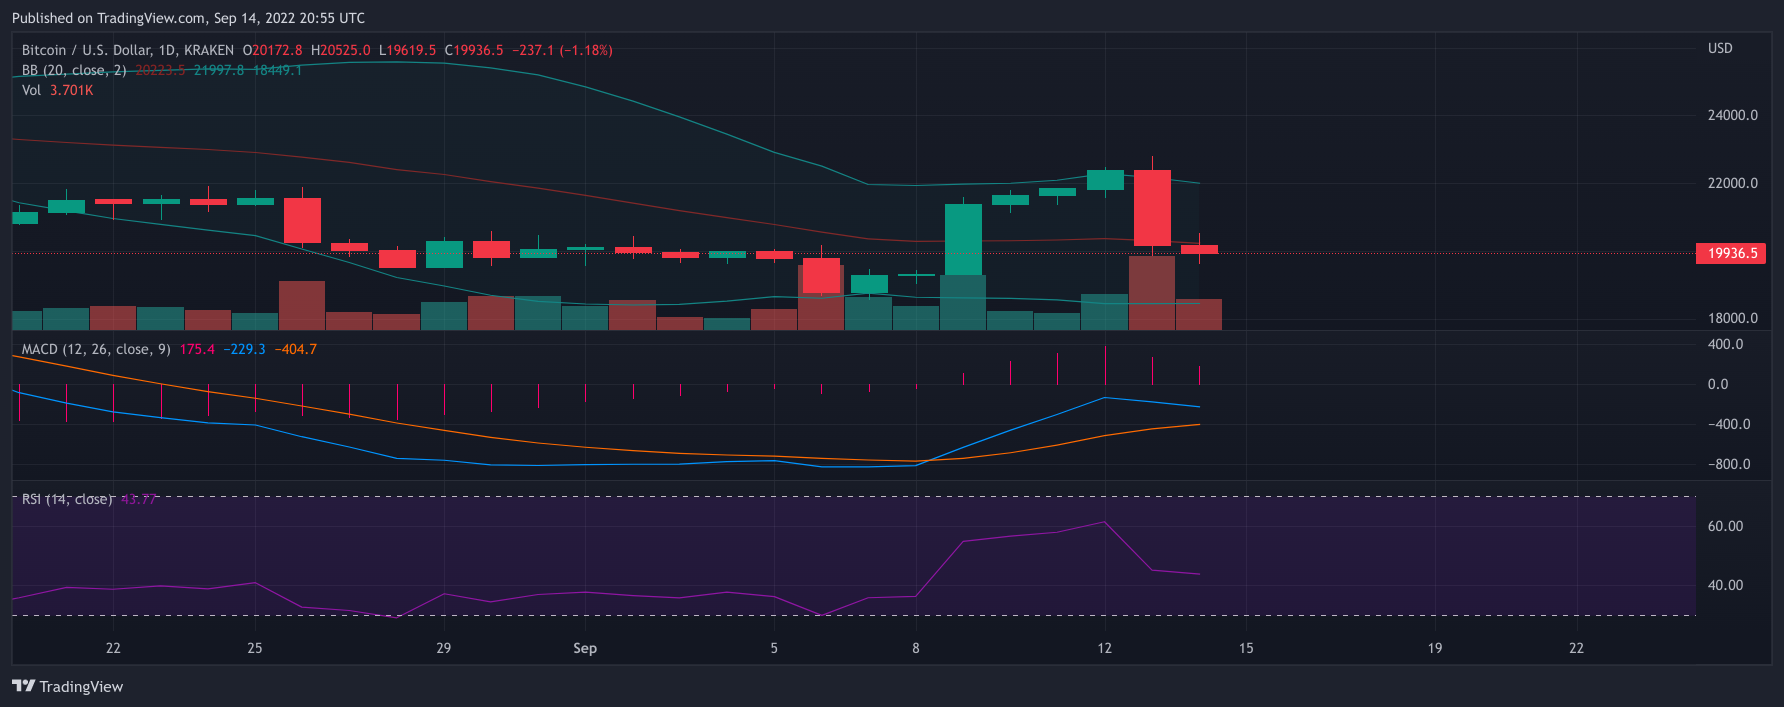 Published on TradingView.com, Sep 14, 2022 20:55 UTC
Bitcoin / U.S. Dollar, 1D, KRAKEN O20172.8 H20525.0 L19619.5 C19936.5 −237.1 (−1.18%)
BB (20, close, 2) 20223.5 21997.8 18449.1
Vol 3.701K
USD
24000.0
22000.0
19936.5
18000.0
MACD (12, 26, close, 9) 175.4 −229.3 −404.7
400.0
0.0
−400.0
−800.0
RSI (14, close) 43.77
60.00
40.00
22 25 29 Sep 5 8 12 15 19 22
TradingView